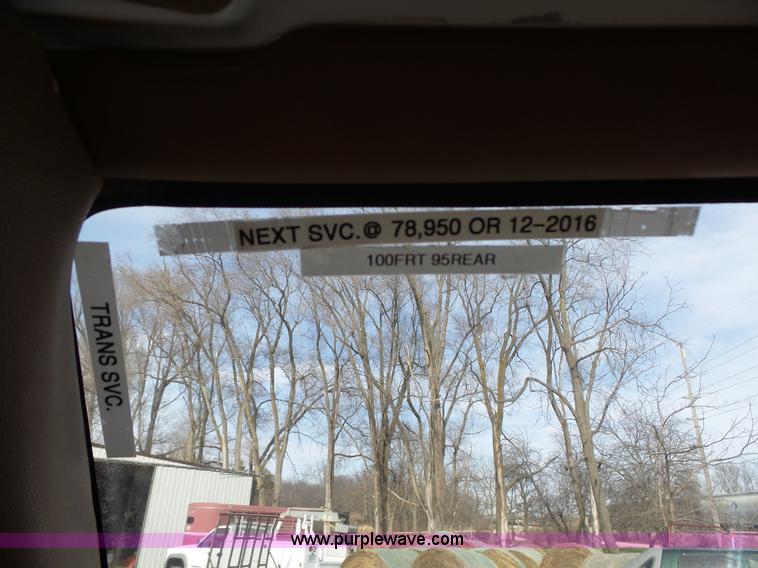 NEXT SVC.@ 78,950 OR 12-2016
100FRT 95REAR
TRANS SVC.
www.purplewave.com